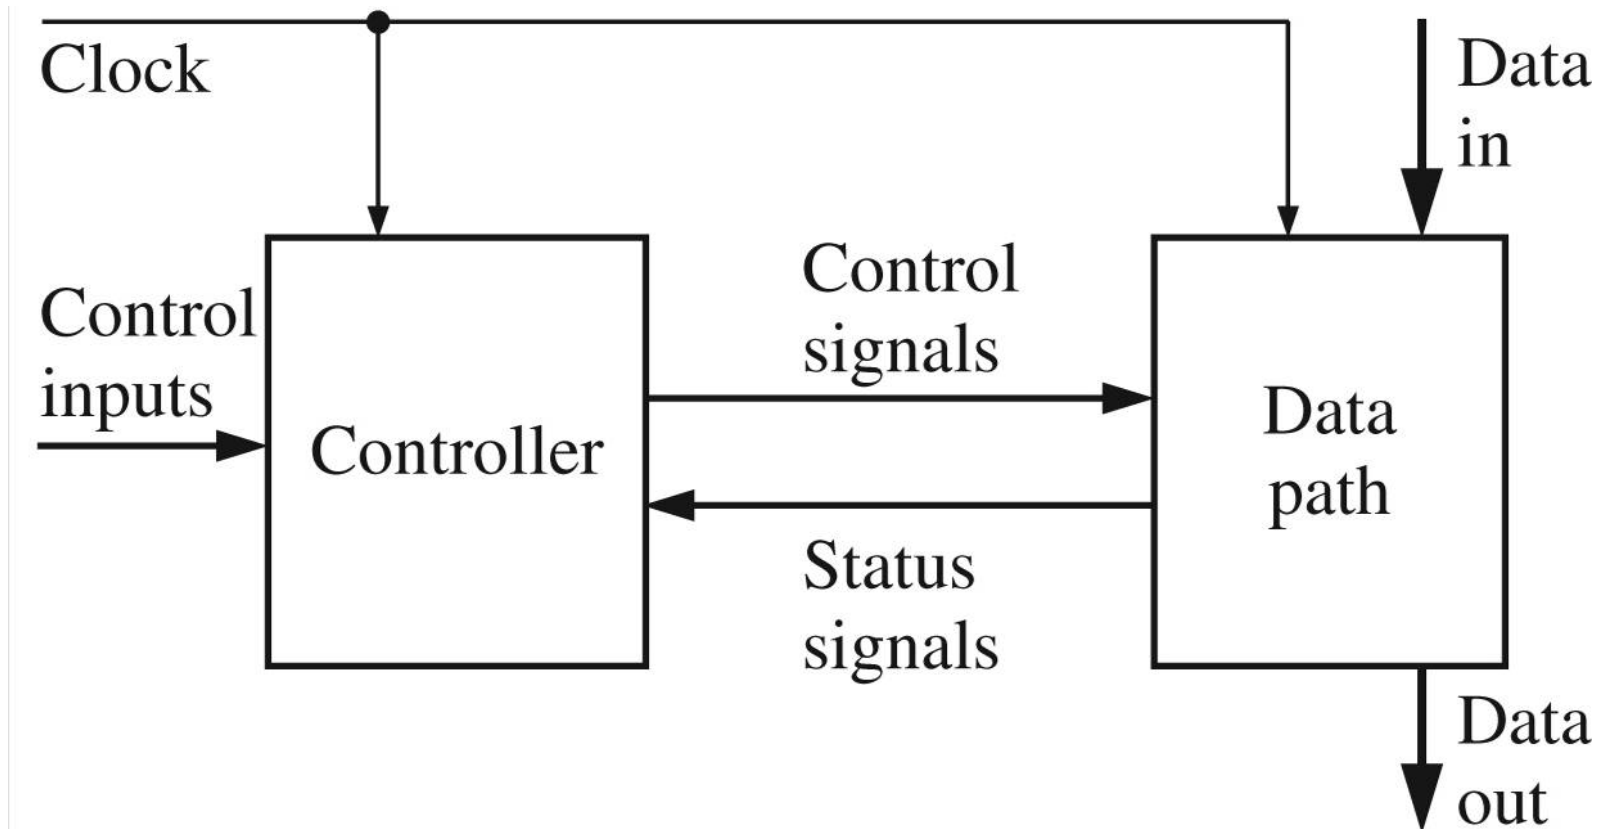 Clock
Data
in
Control
inputs
Control
signals
Controller
Data
path
Status
signals
Data
out